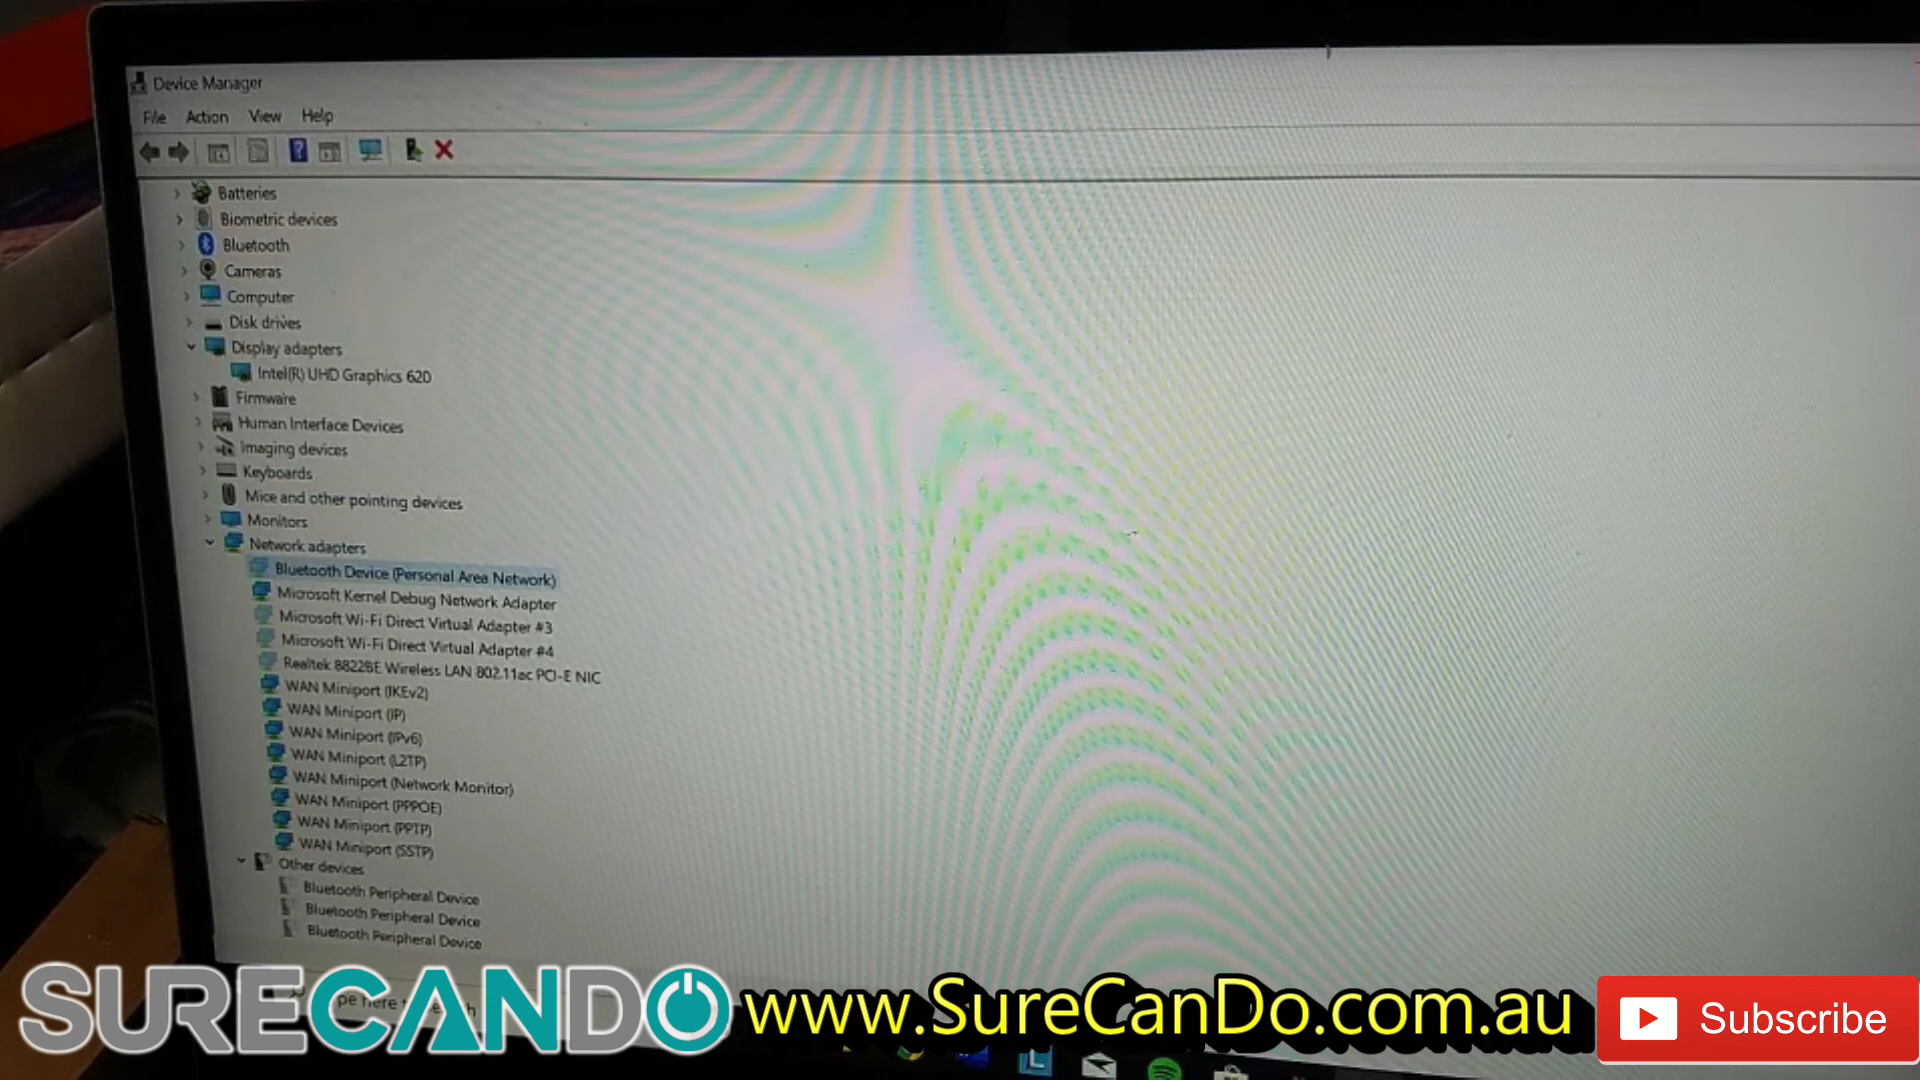 Device Manager
File Action View Help
Batteries
Biometric devices
Bluetooth
Cameras
Computer
Disk drives
Display adapters
Intel(R) UHD Graphics 620
Firmware
Human Interface Devices
Imaging devices
Keyboards
Mice and other pointing devices
Monitors
Network adapters
Bluetooth Device (Personal Area Network)
Microsoft Kernel Debug Network Adapter
Microsoft Wi-Fi Direct Virtual Adapter #3
Microsoft Wi-Fi Direct Virtual Adapter #4
Realtek 8822BE Wireless LAN 802.11ac PCI-E NIC
WAN Miniport (IKEv2)
WAN Miniport (IP)
WAN Miniport (IPv6)
WAN Miniport (L2TP)
WAN Miniport (Network Monitor)
WAN Miniport (PPPOE)
WAN Miniport (PPTP)
WAN Miniport (SSTP)
Other devices
Bluetooth Peripheral Device
Bluetooth Peripheral Device
Bluetooth Peripheral Device
here
SURECANDO www.SureCanDo.com.au Subscribe